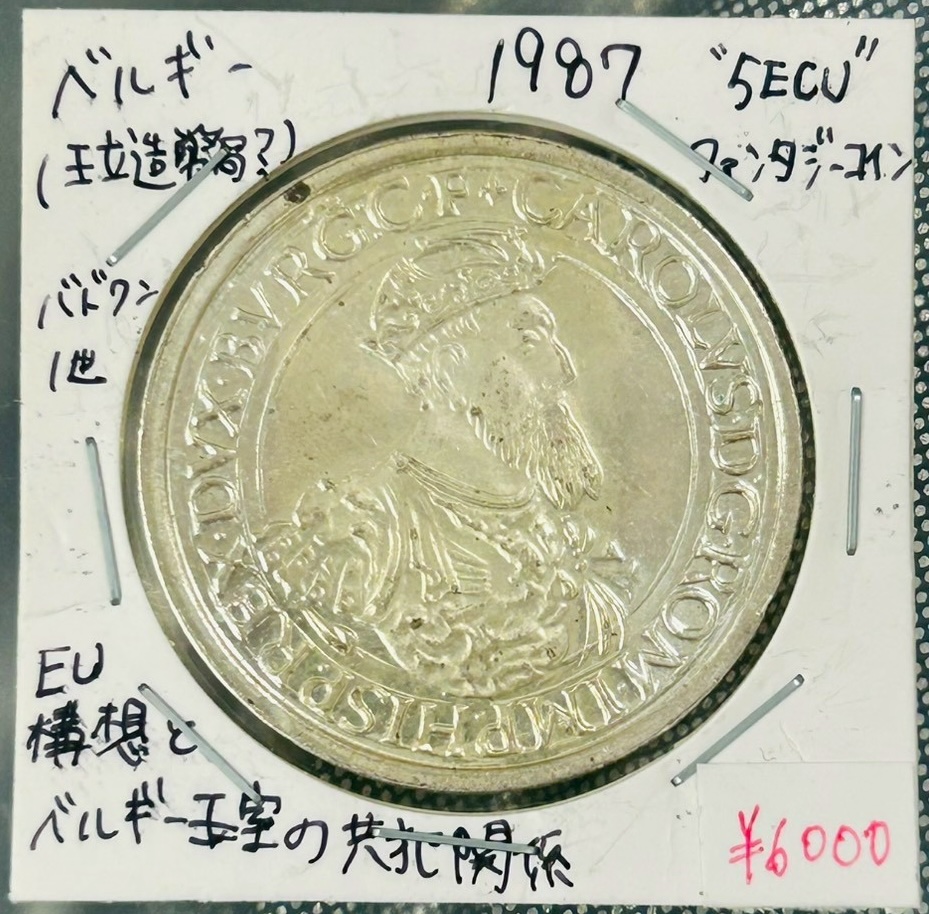 ベルギー
(王立造幣局?)
1987
"5ECU"
ファンタジーコイン
バドワン
1世
CAROLVS·D·G·ROM·IMP·HISP·REX·DVX·BVRG·C·F·
EU
構想と
ベルギー王室の共犯関係
¥6000